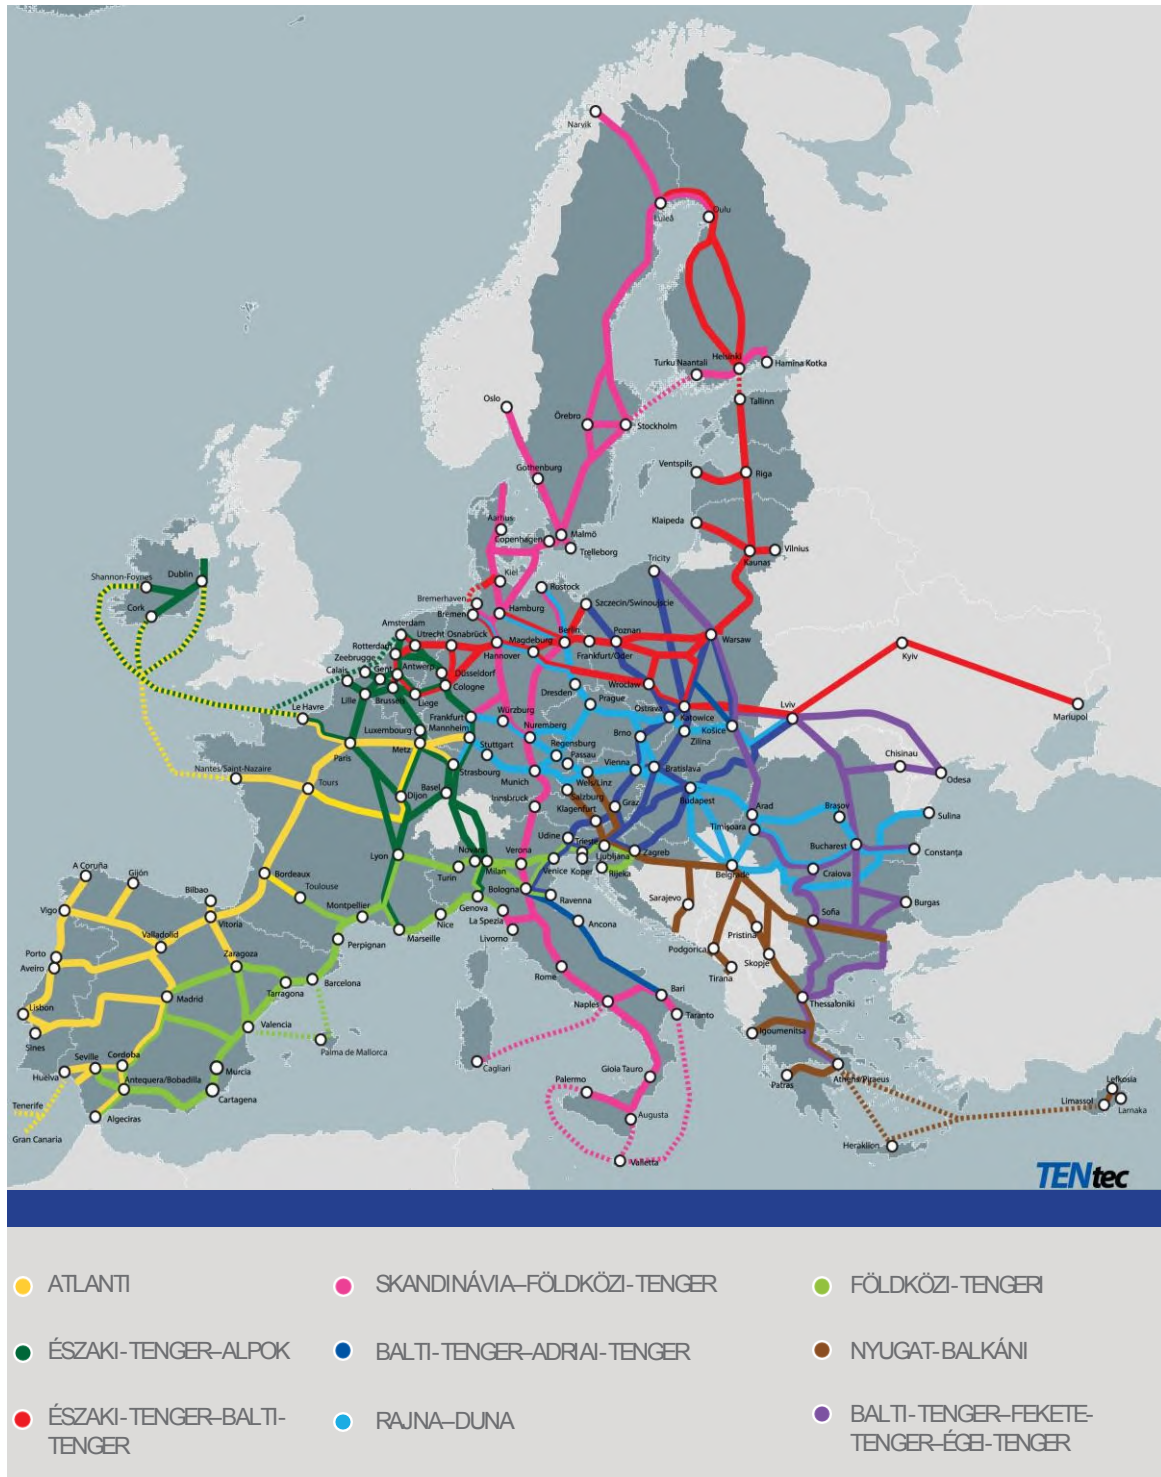 Narvik
Luleå
Oulu
Turku Naantali
Helsinki
Hamina Kotka
Oslo
Tallinn
Örebro
Stockholm
Gothenburg
Ventspils
Riga
Aarhus
Klaipeda
Malmö
Copenhagen
Trelleborg
Vilnius
Kaunas
Tricity
Shannon-Foynes
Dublin
Kiel
Rostock
Bremerhaven
Szczecin/Swinoujscie
Cork
Bremen
Hamburg
Amsterdam
Utrecht
Osnabrück
Magdeburg
Berlin
Poznan
Warsaw
Rotterdam
Hannover
Frankfurt/Oder
Kyiv
Zeebrugge
Calais
Gent
Antwerp
Düsseldorf
Cologne
Dresden
Wroclaw
Lille
Brussels
Liege
Prague
Mariupol
Le Havre
Frankfurt
Würzburg
Ostrava
Katowice
Lviv
Luxembourg
Mannheim
Nuremberg
Brno
Zilina
Košice
Paris
Metz
Stuttgart
Regensburg
Passau
Chisinau
Nantes/Saint-Nazaire
Strasbourg
Munich
Vienna
Bratislava
Odesa
Tours
Dijon
Basel
Wels/Linz
Salzburg
Budapest
Innsbruck
Klagenfurt
Graz
Arad
Brașov
Sulina
Udine
Trieste
Timișoara
Lyon
Novara
Milan
Verona
Ljubljana
Zagreb
Bucharest
Constanța
Turin
Venice
Koper
Rijeka
Belgrade
Craiova
A Coruña
Gijón
Bordeaux
Bologna
Bilbao
Toulouse
Genova
Ravenna
Sarajevo
Burgas
Vigo
Vitoria
Montpellier
Nice
La Spezia
Ancona
Sofia
Valladolid
Marseille
Livorno
Pristina
Porto
Zaragoza
Perpignan
Podgorica
Skopje
Aveiro
Tirana
Rome
Barcelona
Tarragona
Madrid
Naples
Bari
Thessaloniki
Lisbon
Taranto
Valencia
Igoumenitsa
Sines
Palma de Mallorca
Seville
Cordoba
Cagliari
Murcia
Gioia Tauro
Athens/Piraeus
Huelva
Antequera/Bobadilla
Palermo
Patras
Lefkosia
Cartagena
Limassol
Larnaka
Tenerife
Algeciras
Augusta
Gran Canaria
Heraklion
Valletta
TENtec
ATLANTI
SKANDINÁVIA–FÖLDKÖZI-TENGER
FÖLDKÖZI-TENGERI
ÉSZAKI-TENGER–ALPOK
BALTI-TENGER–ADRIAI-TENGER
NYUGAT-BALKÁNI
ÉSZAKI-TENGER–BALTI-
TENGER
RAJNA–DUNA
BALTI-TENGER–FEKETE-
TENGER–ÉGEI-TENGER